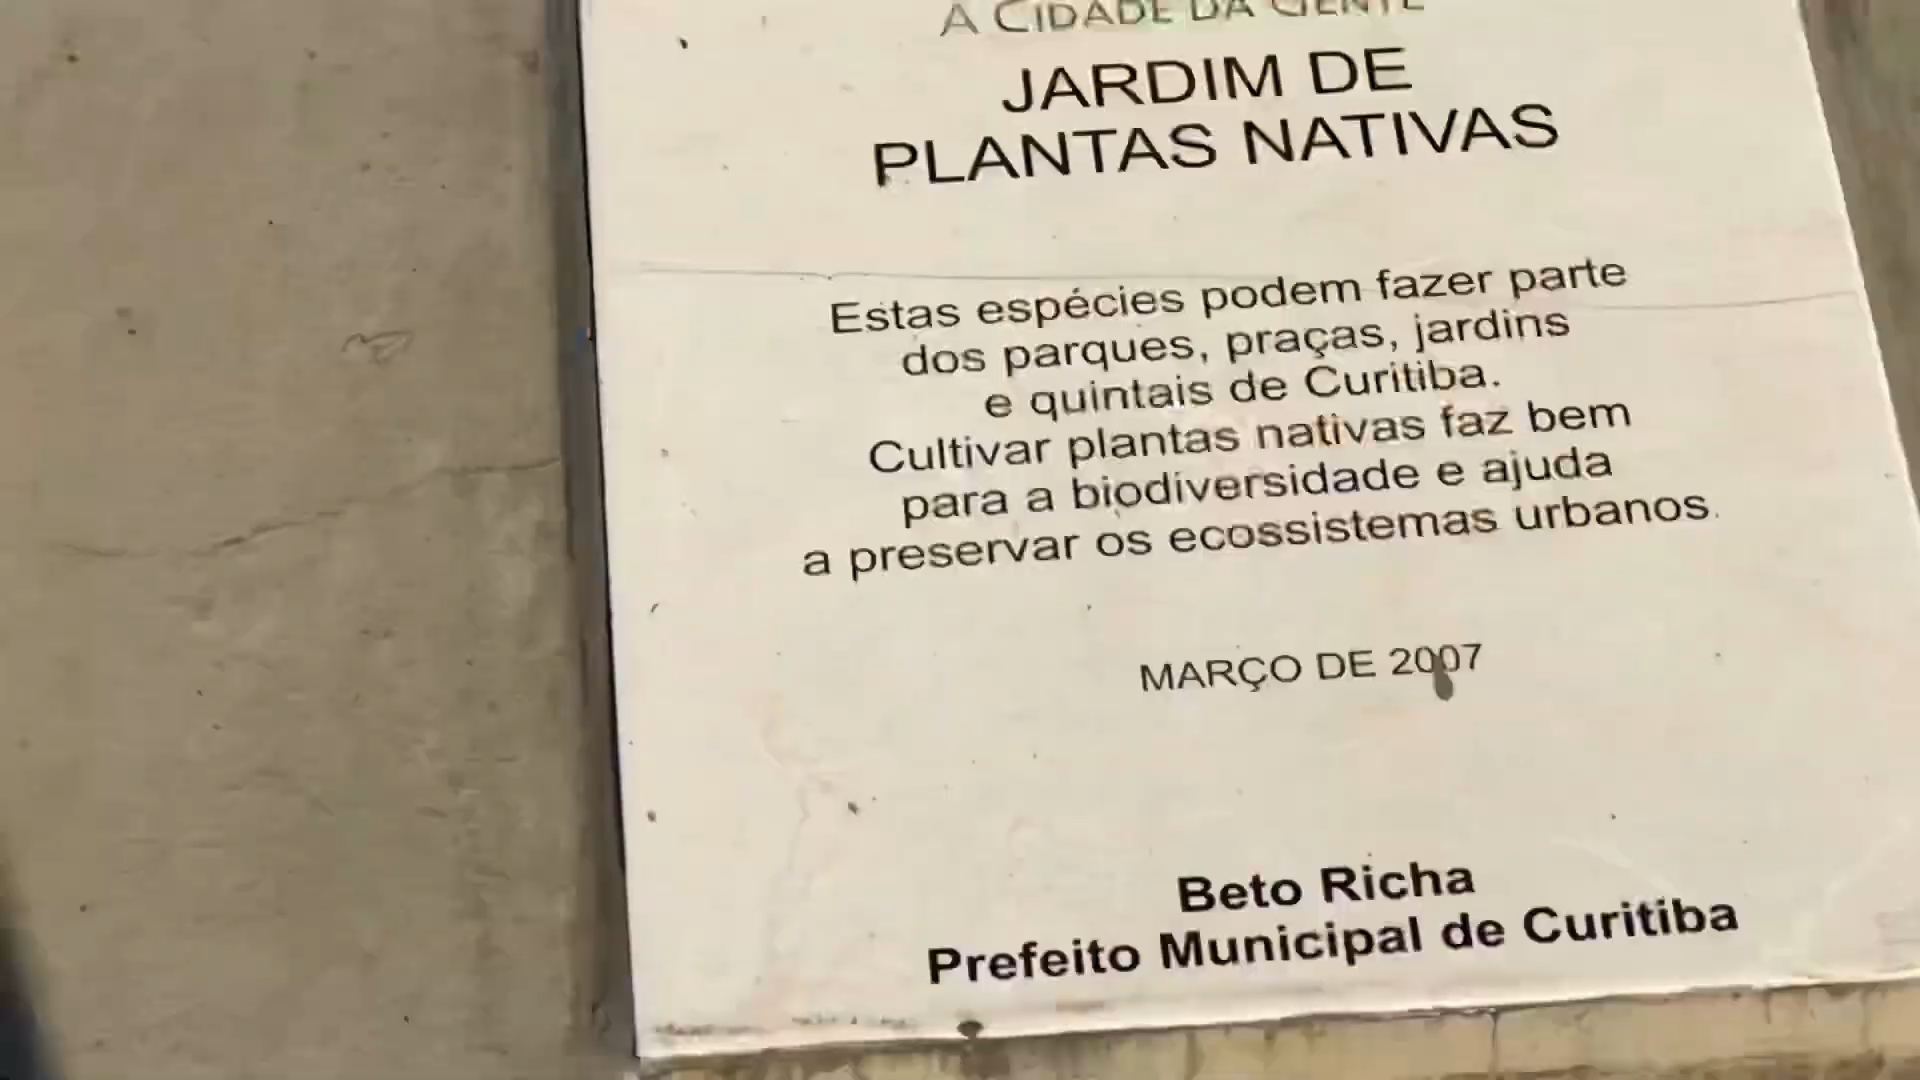 A CIDADE DA GENTE
JARDIM DE
PLANTAS NATIVAS
Estas espécies podem fazer parte
dos parques, praças, jardins
e quintais de Curitiba.
Cultivar plantas nativas faz bem
para a biodiversidade e ajuda
a preservar os ecossistemas urbanos.
MARÇO DE 2007
Beto Richa
Prefeito Municipal de Curitiba